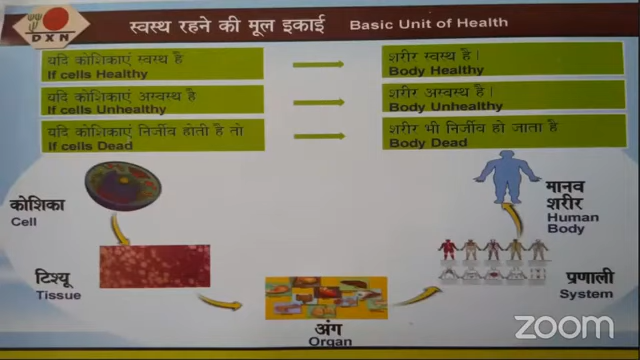 DXN
स्वस्थ रहने की मूल इकाई Basic Unit of Health
यदि कोशिकाएं स्वस्थ है
If cells Healthy
शरीर स्वस्थ है।
Body Healthy
यदि कोशिकाएं अस्वस्थ है
If cells Unhealthy
शरीर अस्वस्थ है।
Body Unhealthy
यदि कोशिकाएं निर्जीव होती है तो
If cells Dead
शरीर भी निर्जीव हो जाता है
Body Dead
कोशिका
Cell
मानव
शरीर
Human
Body
टिश्यू
Tissue
प्रणाली
System
अंग
Organ
zoom